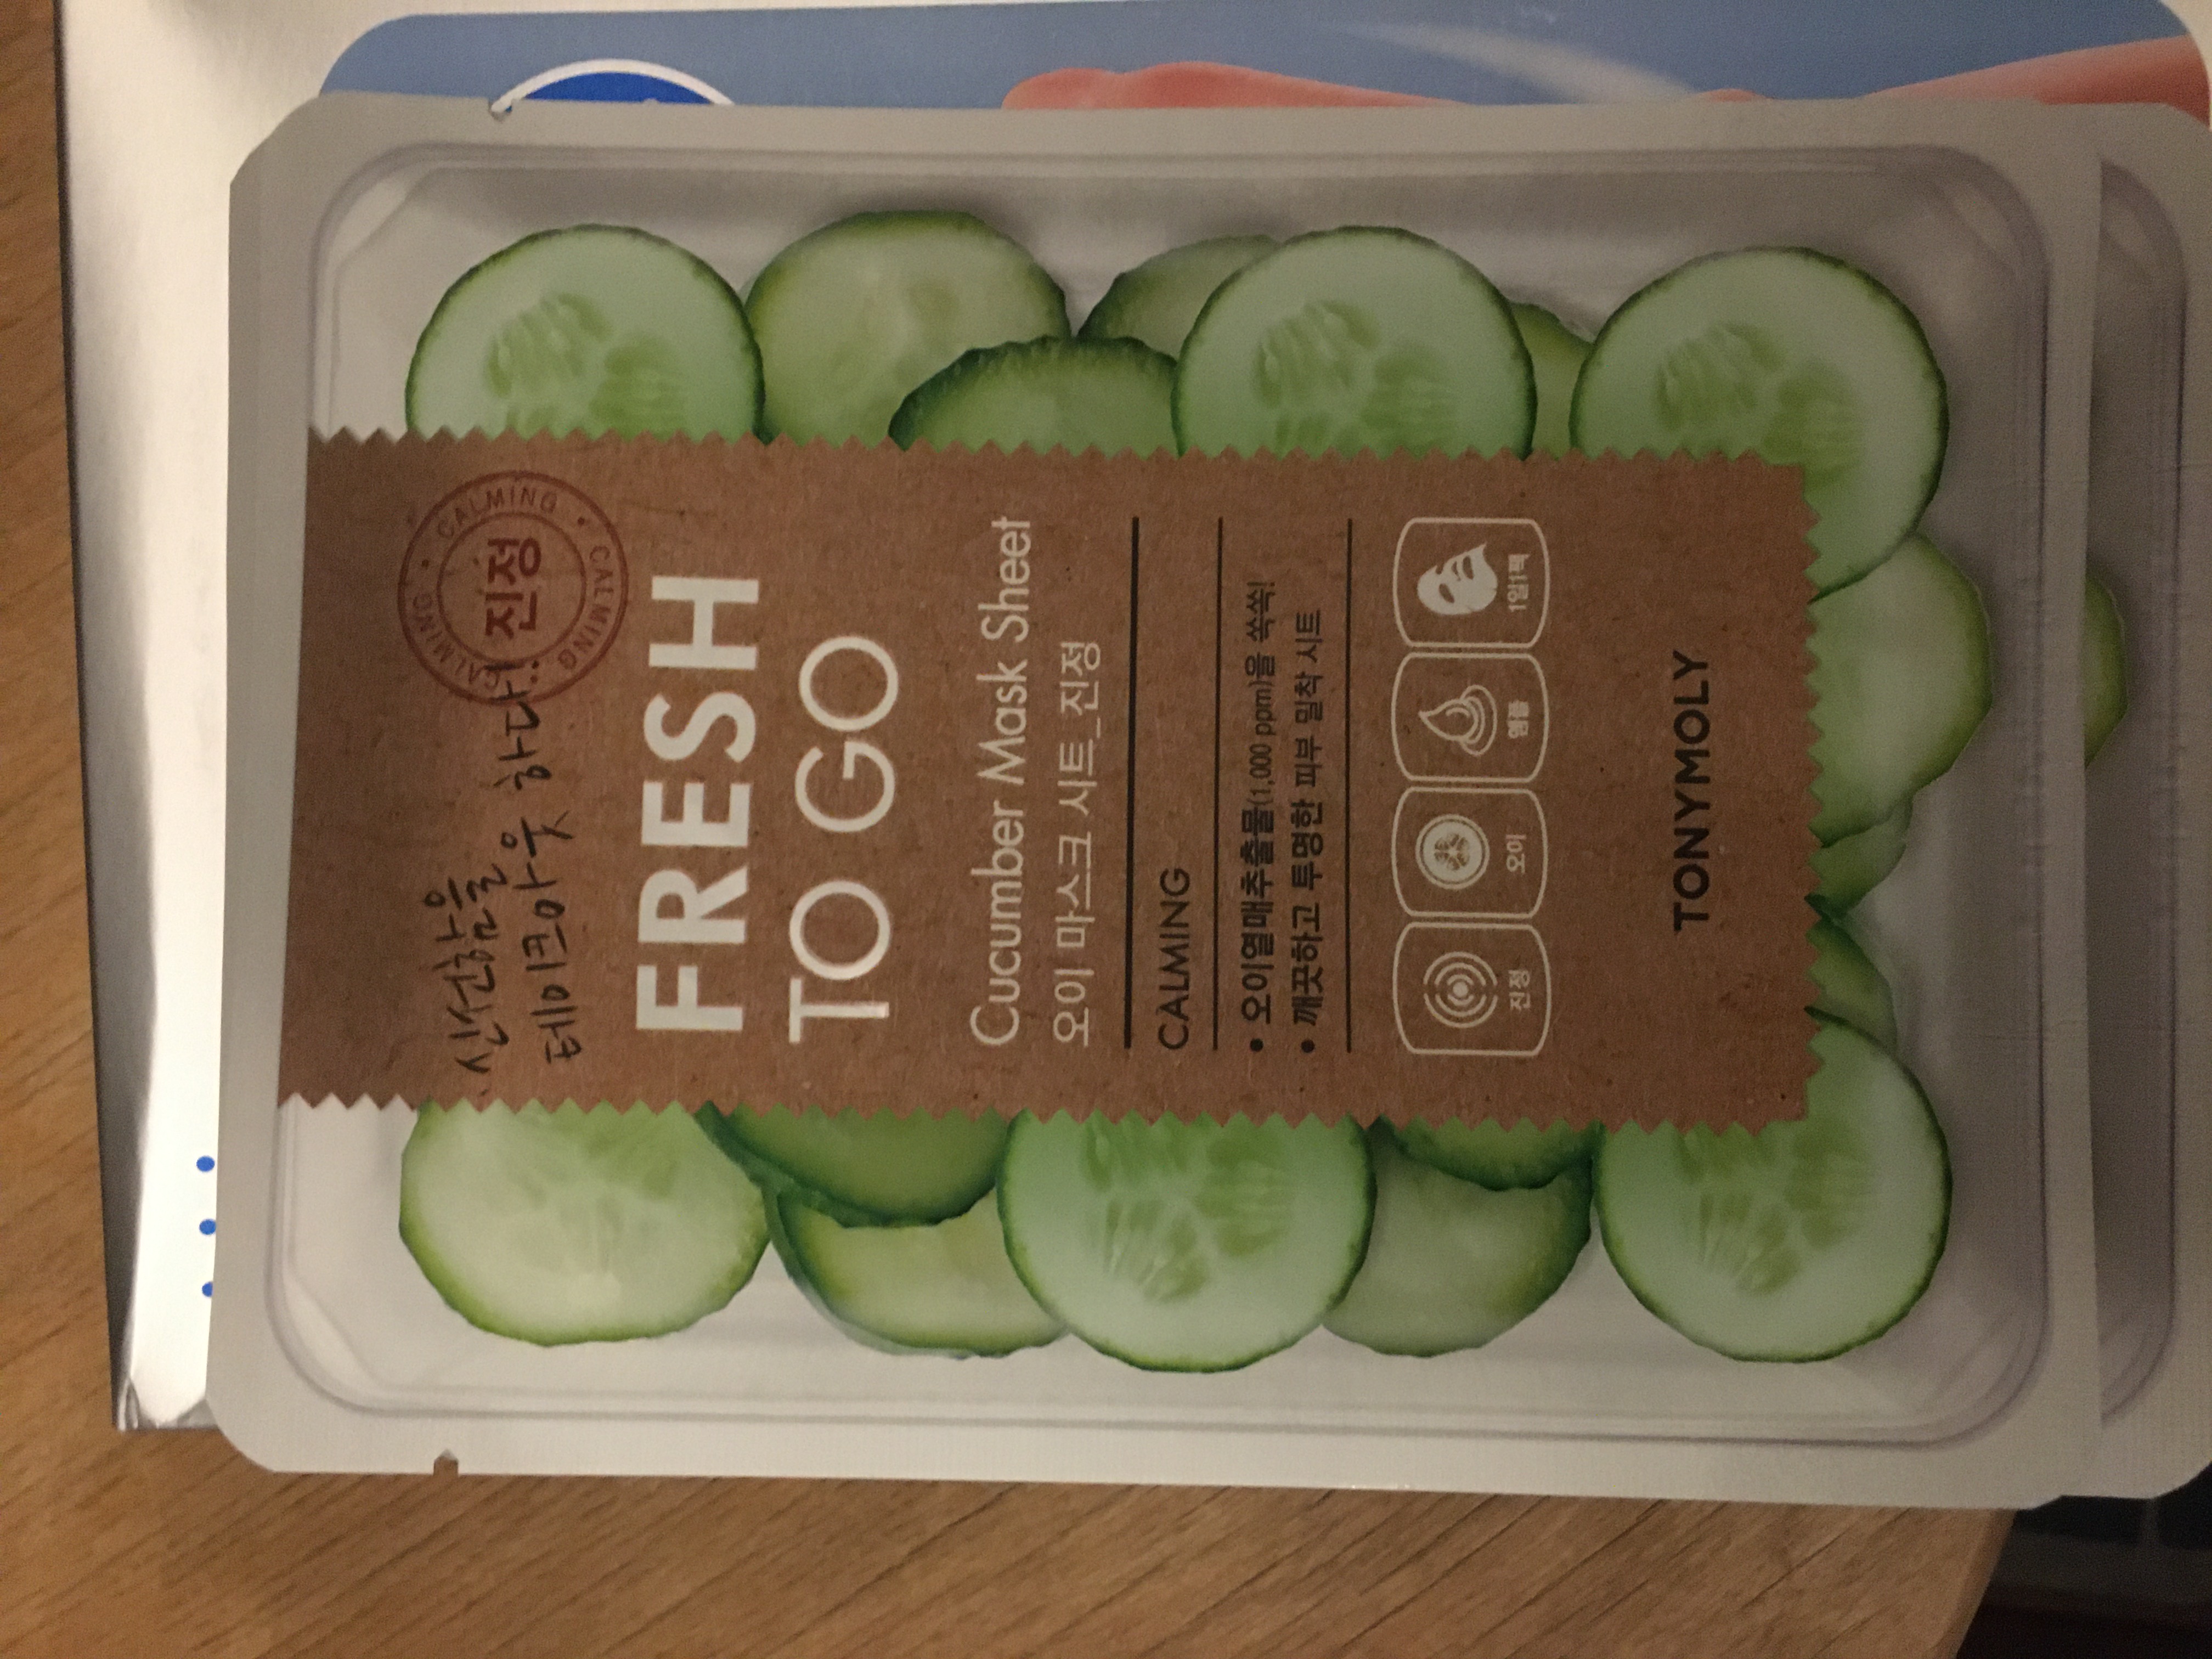 신선함을
테이크아웃 하다..!
CALMING · CALMING · CALMING ·
진정
FRESH
TO GO
Cucumber Mask Sheet
오이 마스크 시트_진정
CALMING
• 오이열매추출물(1,000 ppm)을 쏙쏙!
• 깨끗하고 투명한 피부 밀착 시트
진정 오이 앰플 1일1팩
TONYMOLY